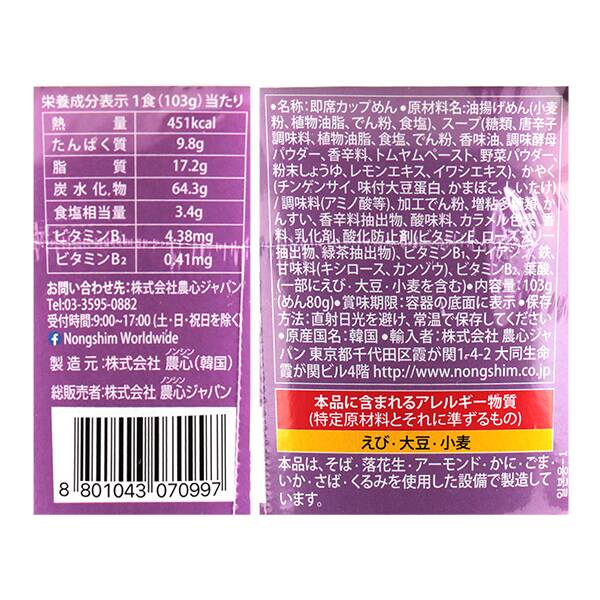 栄養成分表示1食(103g)当たり
熱量 451kcal
たんぱく質 9.8g
脂質 17.2g
炭水化物 64.3g
食塩相当量 3.4g
ビタミンB₁ 4.38mg
ビタミンB₂ 0.41mg
お問い合わせ先:株式会社農心ジャパン
Tel:03-3595-0882
受付時間:9:00~17:00(土・日・祝日を除く)
Nongshim Worldwide
ノンシン
製造元:株式会社 農心(韓国)
ノンシン
総販売者:株式会社 農心ジャパン
8 801043 070997
●名称:即席カップめん●原材料名:油揚げめん(小麦
粉、植物油脂、でん粉、食塩)、スープ(糖類、唐辛子
調味料、植物油脂、食塩、でん粉、香味油、調味酵母
パウダー、香辛料、トムヤムペースト、野菜パウダー、
粉末しょうゆ、レモンエキス、イワシエキス)、かやく
(チンゲンサイ、味付大豆蛋白、かまぼこ、しいたけ)
/調味料(アミノ酸等)、加工でん粉、増粘多糖類、か
んすい、香辛料抽出物、酸味料、カラメル色素、香
料、乳化剤、酸化防止剤(ビタミンE、ローズマリー
抽出物、緑茶抽出物)、ビタミンB₁、ナイアシン、鉄、
甘味料(キシロース、カンゾウ)、ビタミンB₂、葉酸、
(一部にえび・大豆・小麦を含む)●内容量:103g
(めん80g)●賞味期限:容器の底面に表示●保存
方法:直射日光を避け、常温で保存してください
●原産国名:韓国●輸入者:株式会社 農心ジャ
パン 東京都千代田区霞が関1-4-2 大同生命
霞が関ビル4階 http://www.nongshim.co.jp
本品に含まれるアレルギー物質
(特定原材料とそれに準ずるもの)
えび・大豆・小麦
本品は、そば・落花生・アーモンド・かに・ごま・
いか・さば・くるみを使用した設備で製造して
います。